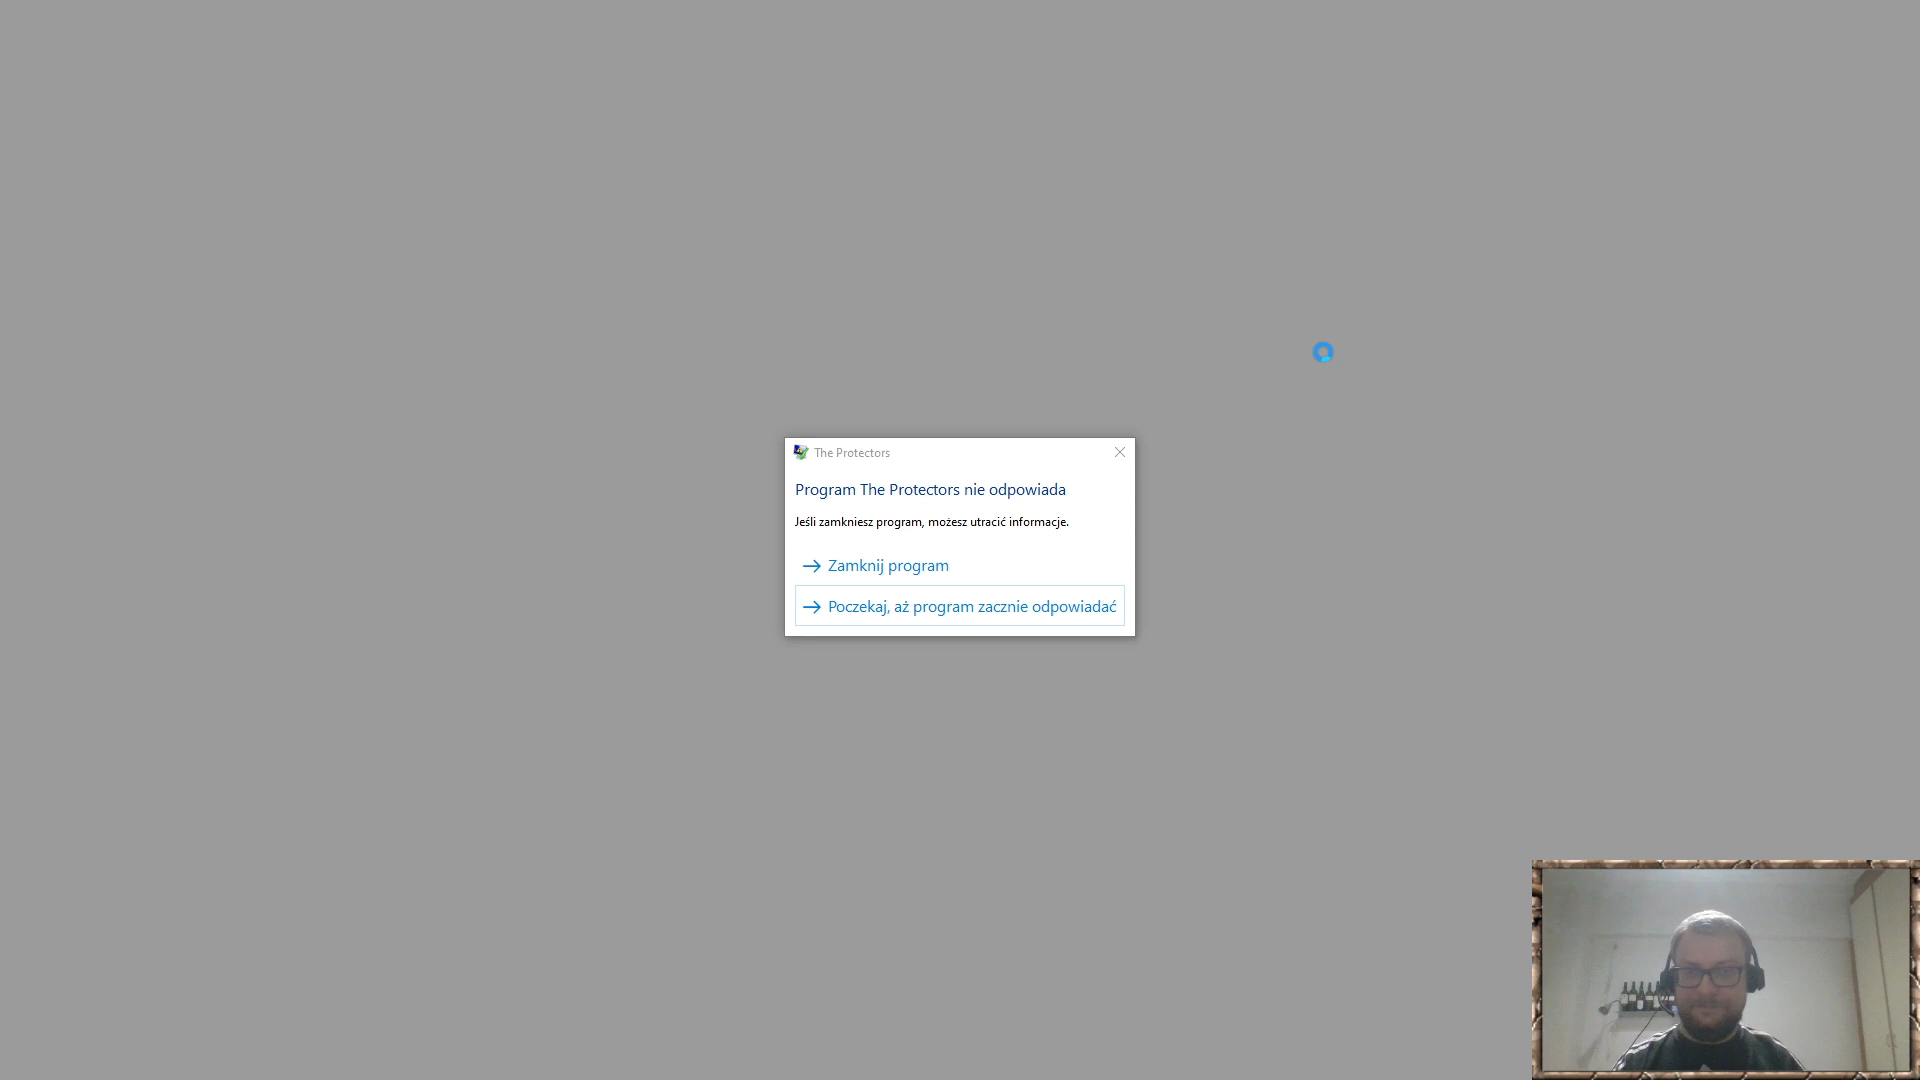 The Protectors
Program The Protectors nie odpowiada
Jeśli zamkniesz program, możesz utracić informacje.
Zamknij program
Poczekaj, aż program zacznie odpowiadać